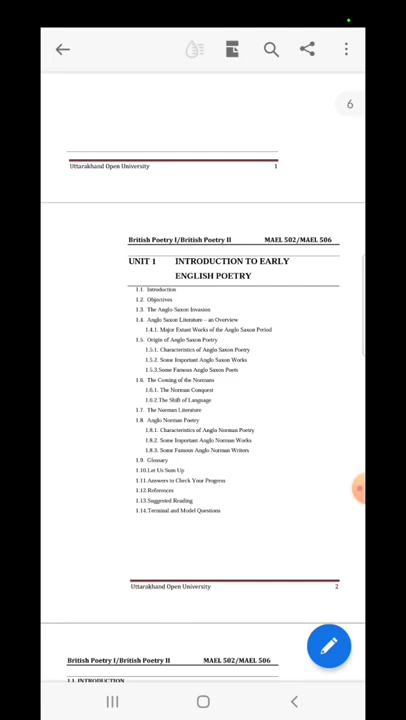 6
Uttarakhand Open University 1
British Poetry I/British Poetry II MAEL 502/MAEL 506
UNIT 1 INTRODUCTION TO EARLY
ENGLISH POETRY
1.1. Introduction
1.2. Objectives
1.3. The Anglo Saxon Invasion
1.4. Anglo Saxon Literature – an Overview
1.4.1. Major Extant Works of the Anglo Saxon Period
1.5. Origin of Anglo Saxon Poetry
1.5.1. Characteristics of Anglo Saxon Poetry
1.5.2. Some Important Anglo Saxon Works
1.5.3.Some Famous Anglo Saxon Poets
1.6. The Coming of the Normans
1.6.1. The Norman Conquest
1.6.2.The Shift of Language
1.7. The Norman Literature
1.8. Anglo Norman Poetry
1.8.1. Characteristics of Anglo Norman Poetry
1.8.2. Some Important Anglo Norman Works
1.8.3. Some Famous Anglo Norman Writers
1.9. Glossary
1.10.Let Us Sum Up
1.11.Answers to Check Your Progress
1.12.References
1.13.Suggested Reading
1.14.Terminal and Model Questions
Uttarakhand Open University 2
British Poetry I/British Poetry II MAEL 502/MAEL 506
1.1. INTRODUCTION